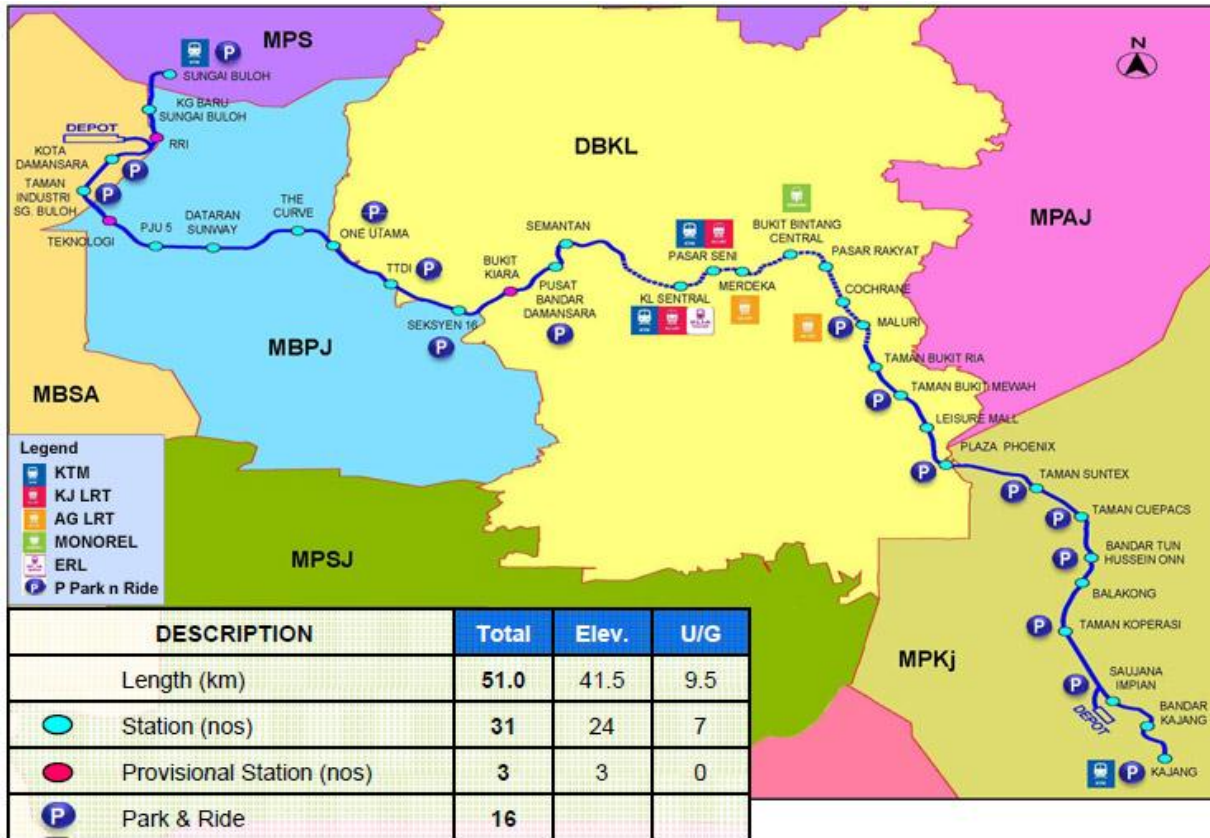 MPS
N
P
SUNGAI BULOH
KG BARU
SUNGAI BULOH
DEPOT
RRI
KOTA
DAMANSARA
P
TAMAN
INDUSTRI
SG. BULOH
P
TEKNOLOGI
PJU 5
DATARAN
SUNWAY
THE
CURVE
ONE UTAMA
P
TTDI
P
SEKSYEN 16
P
BUKIT
KIARA
PUSAT
BANDAR
DAMANSARA
P
SEMANTAN
DBKL
KL SENTRAL
PASAR SENI
MERDEKA
BUKIT BINTANG
CENTRAL
PASAR RAKYAT
COCHRANE
P
MALURI
TAMAN BUKIT RIA
TAMAN BUKIT MEWAH
P
LEISURE MALL
PLAZA PHOENIX
P
MPAJ
TAMAN SUNTEX
P
TAMAN CUEPACS
P
BANDAR TUN
HUSSEIN ONN
P
BALAKONG
TAMAN KOPERASI
P
SAUJANA
IMPIAN
P
DEPOT
BANDAR
KAJANG
KAJANG
P
MPKj
MBPJ
MBSA
MPSJ
Legend
KTM
KJ LRT
AG LRT
MONOREL
ERL
P P Park n Ride
DESCRIPTION Total Elev. U/G
Length (km) 51.0 41.5 9.5
Station (nos) 31 24 7
Provisional Station (nos) 3 3 0
P Park & Ride 16